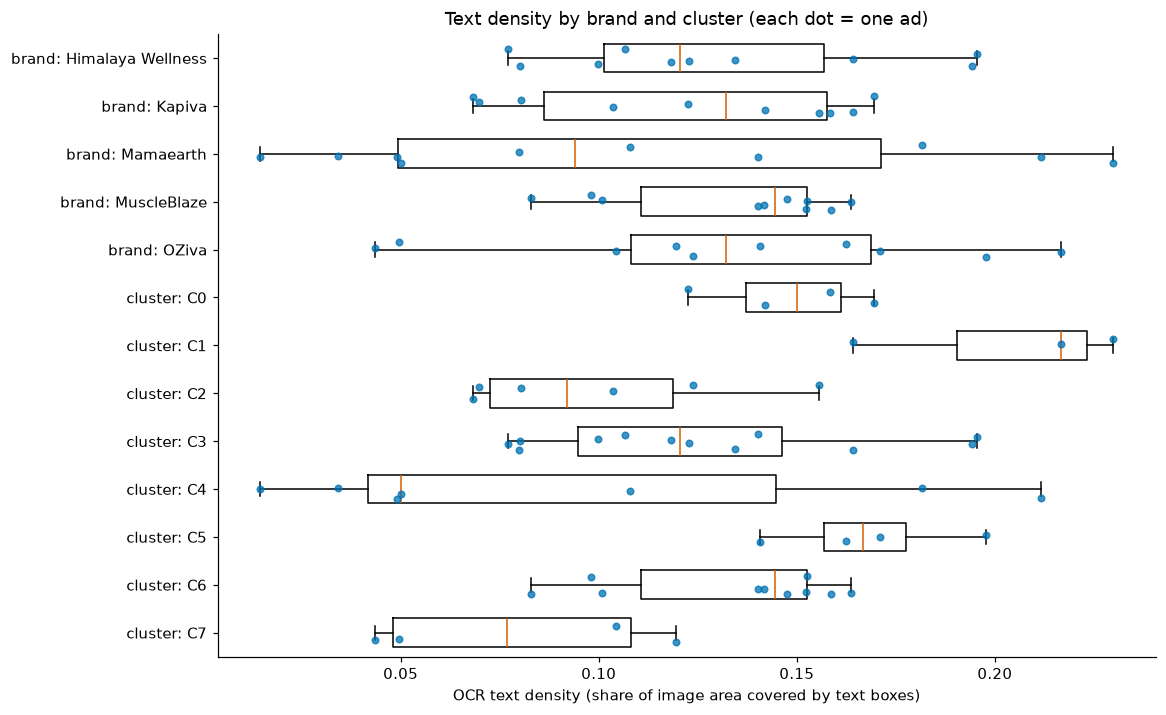 Text density by brand and cluster (each dot = one ad)
brand: Himalaya Wellness
brand: Kapiva
brand: Mamaearth
brand: MuscleBlaze
brand: OZiva
cluster: C0
cluster: C1
cluster: C2
cluster: C3
cluster: C4
cluster: C5
cluster: C6
cluster: C7
0.05 0.10 0.15 0.20
OCR text density (share of image area covered by text boxes)